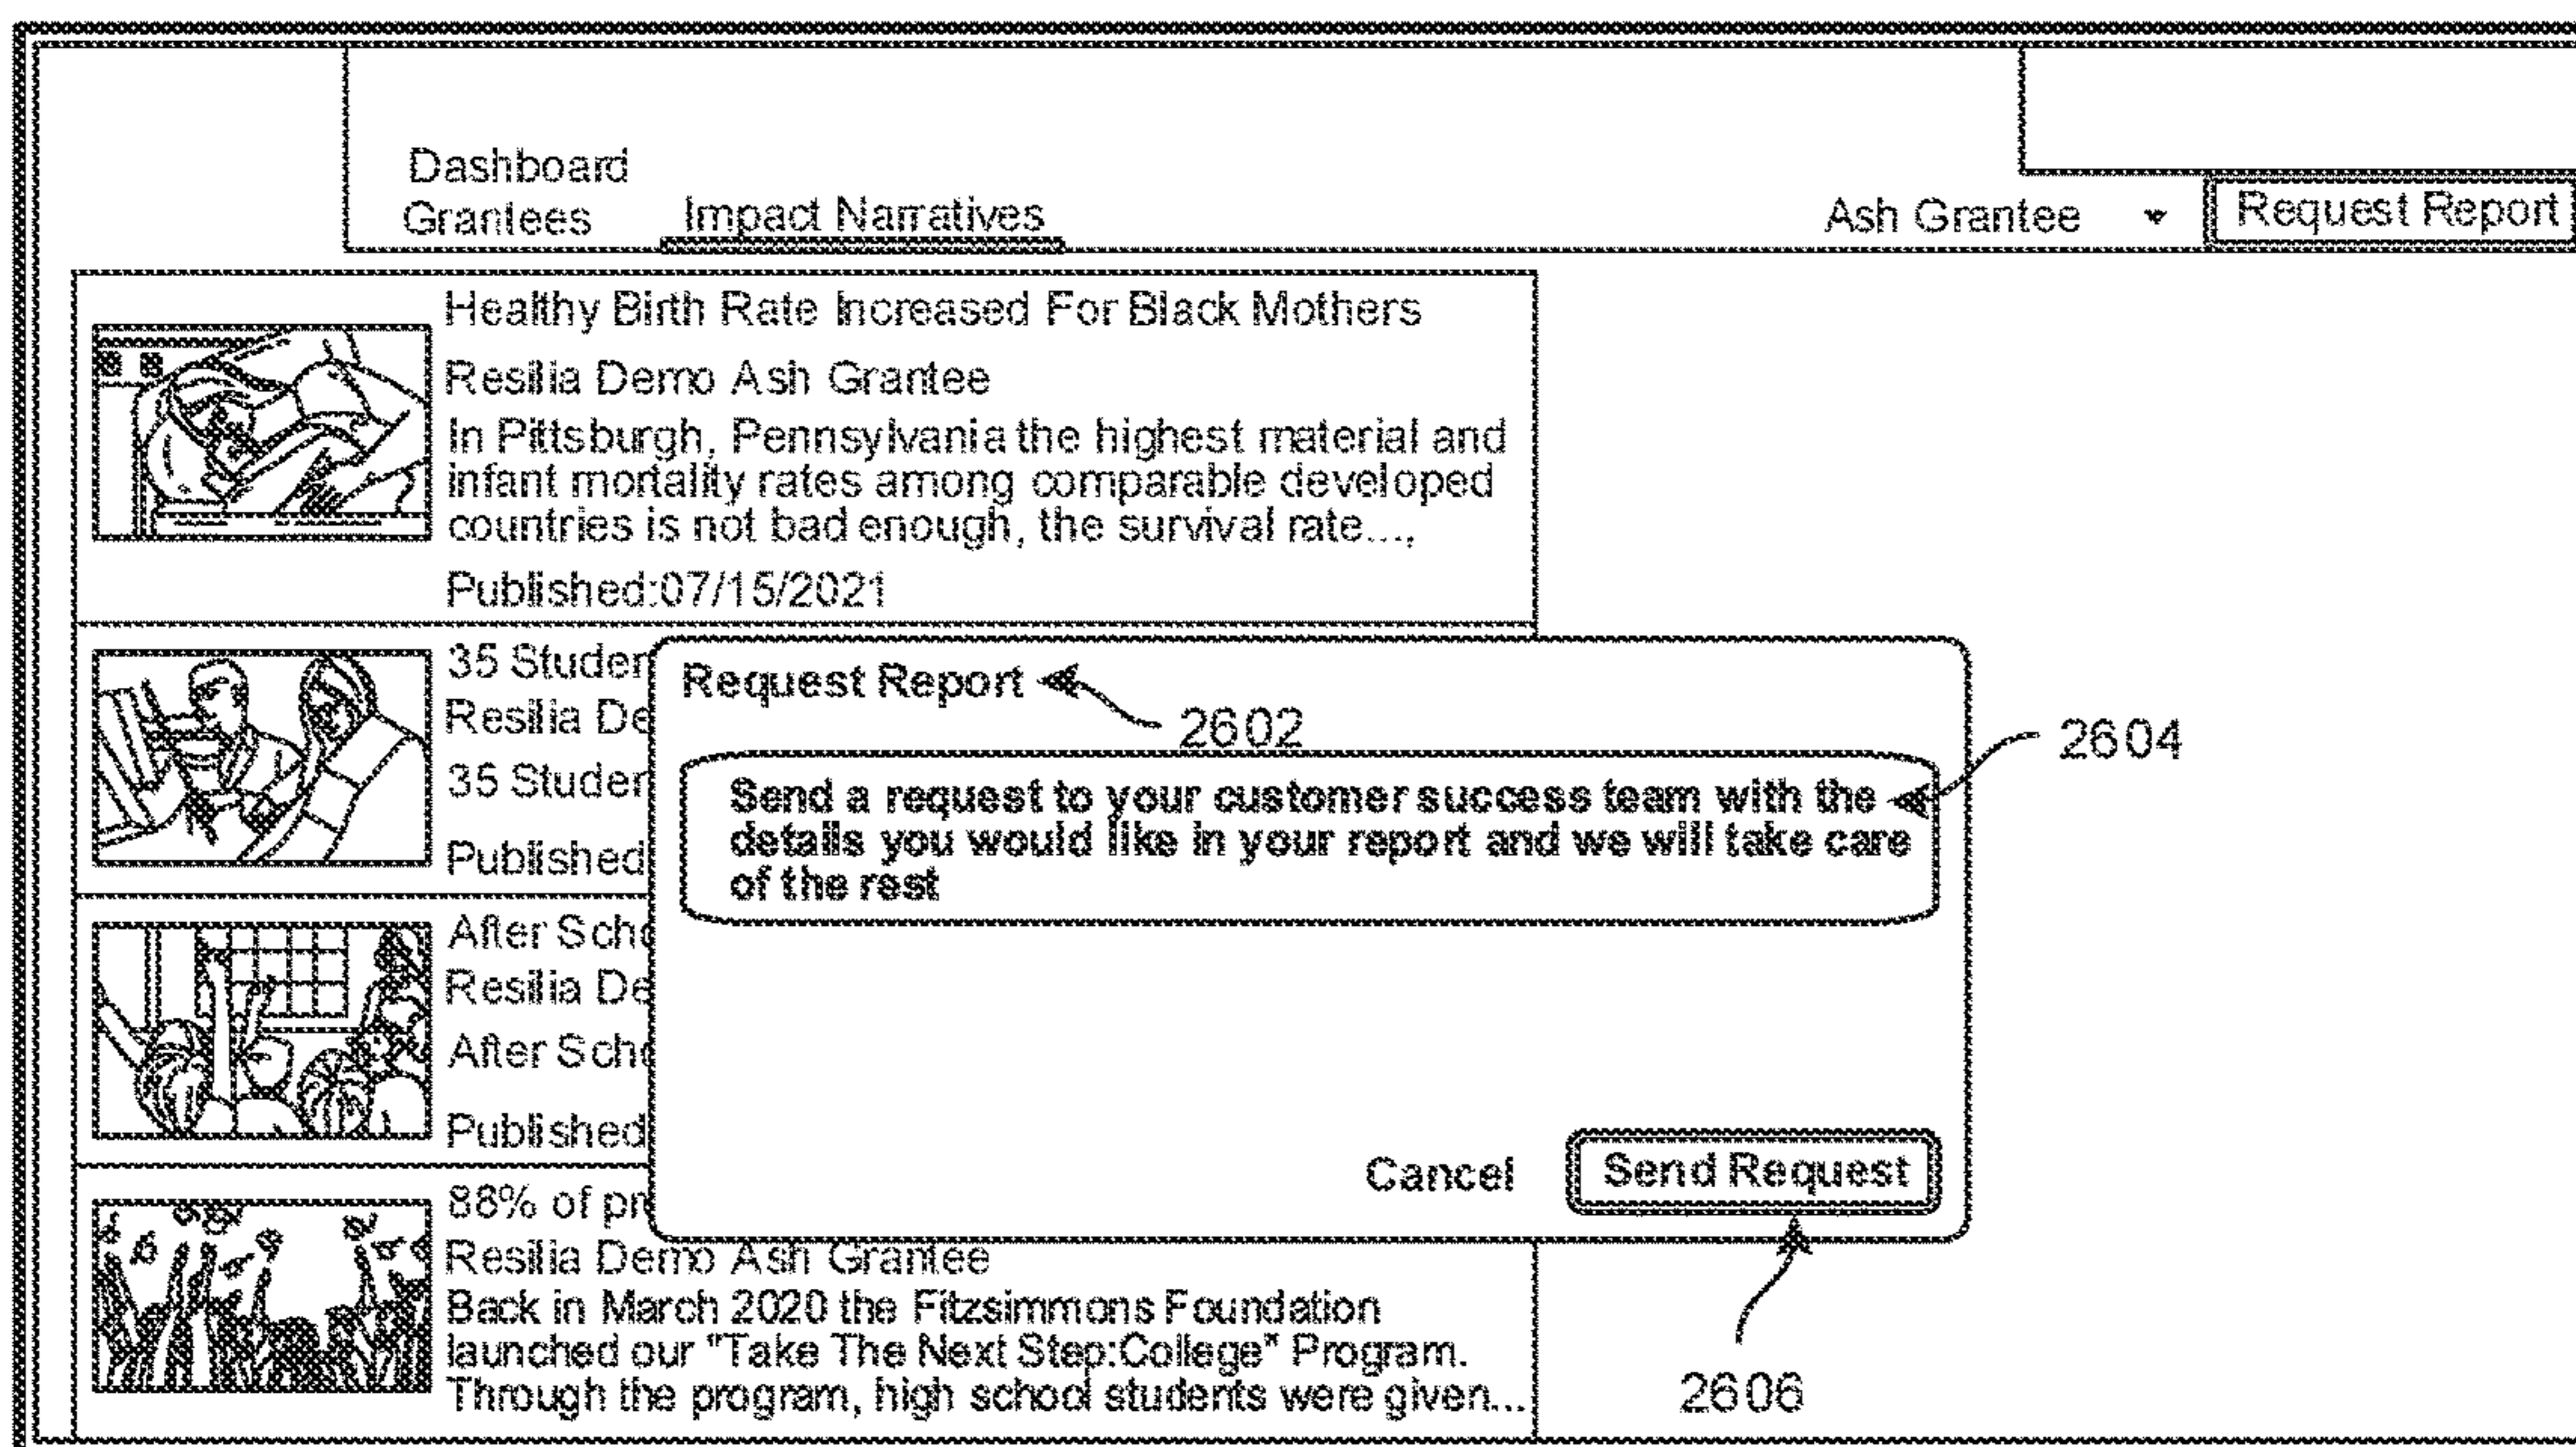 Dashboard
Grantees Impact Narratives Ash Grantee Request Report
Healthy Birth Rate Increased For Black Mothers
Resilia Demo Ash Grantee
In Pittsburgh, Pennsylvania the highest material and
infant mortality rates among comparable developed
countries is not bad enough, the survival rate...,
Published:07/15/2021
35 Studen
Resilia De
35 Studen
Published
Request Report
2602
2604
Send a request to your customer success team with the
details you would like in your report and we will take care
of the rest
After Scho
Resilia De
After Scho
Published
Cancel Send Request
88% of pr
Resilia Demo Ash Grantee
Back in March 2020 the Fitzsimmons Foundation
launched our "Take The Next Step:College" Program.
Through the program, high school students were given...
2606